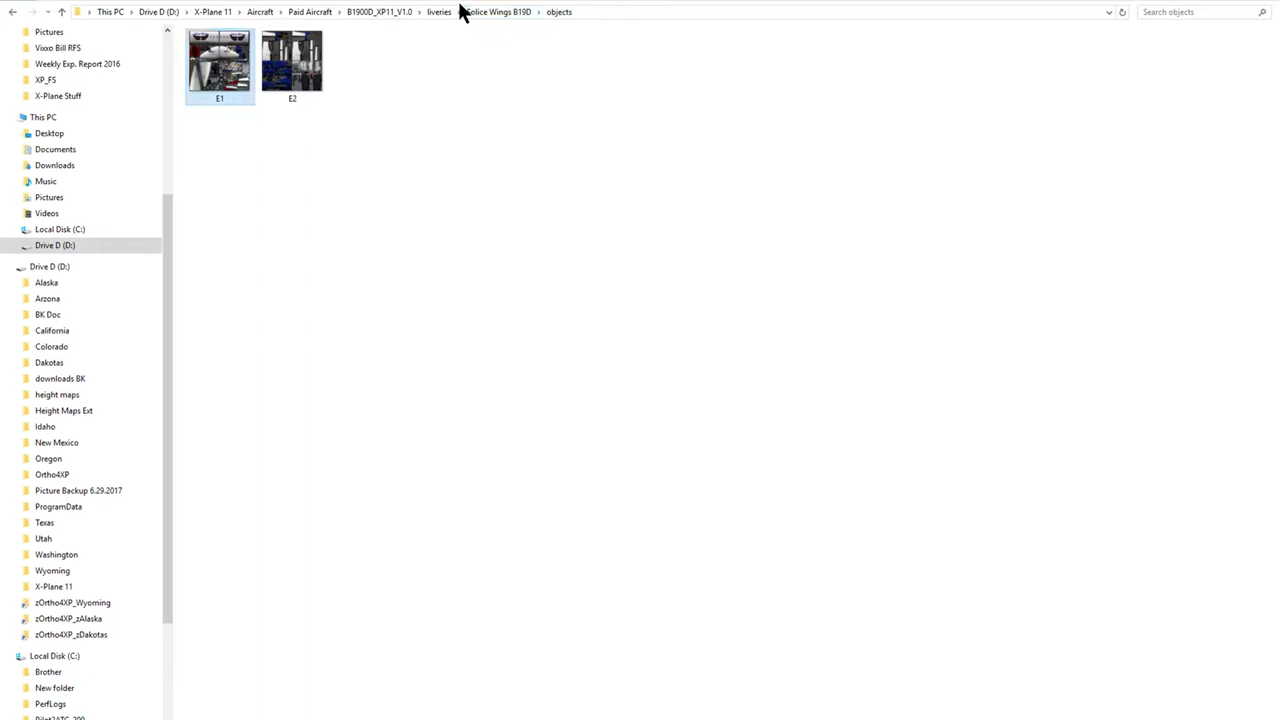 This PC > Drive D (D:) > X-Plane 11 > Aircraft > Paid Aircraft > B1900D_XP11_V1.0 > liveries > Solice Wings B19D > objects
Search objects
Pictures
Vixxo Bill RFS
Weekly Exp. Report 2016
XP_FS
X-Plane Stuff
This PC
Desktop
Documents
Downloads
Music
Pictures
Videos
Local Disk (C:)
Drive D (D:)
Drive D (D:)
Alaska
Arzona
BK Doc
California
Colorado
Dakotas
downloads BK
height maps
Height Maps Ext
Idaho
New Mexico
Oregon
Ortho4XP
Picture Backup 6.29.2017
ProgramData
Texas
Utah
Washington
Wyoming
X-Plane 11
zOrtho4XP_Wyoming
zOrtho4XP_zAlaska
zOrtho4XP_zDakotas
Local Disk (C:)
Brother
New folder
PerfLogs
Pilot2ATC_200
E1
E2